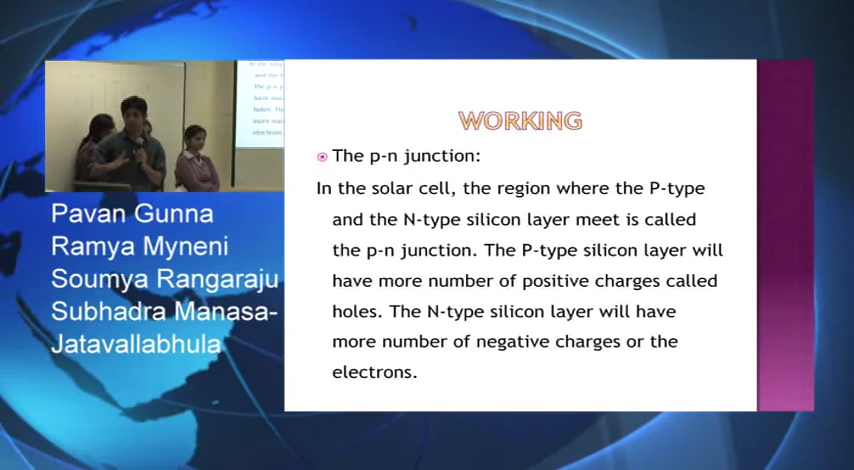 WORKING
The p-n junction:
In the solar cell, the region where the P-type
and the N-type silicon layer meet is called
the p-n junction. The P-type silicon layer will
have more number of positive charges called
holes. The N-type silicon layer will have
more number of negative charges or the
electrons.
Pavan Gunna
Ramya Myneni
Soumya Rangaraju
Subhadra Manasa-
Jatavallabhula